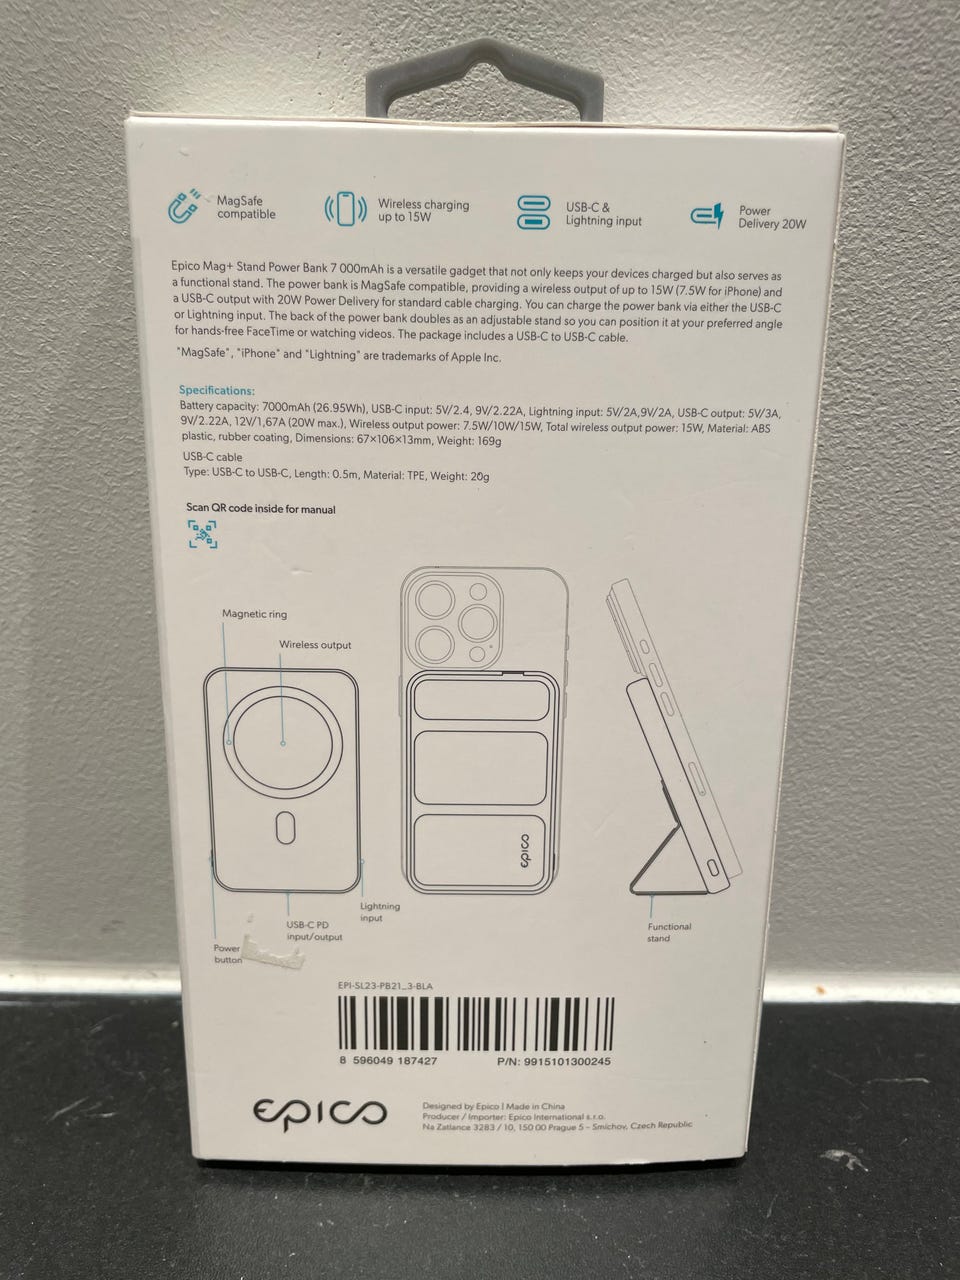 MagSafe
compatible
Wireless charging
up to 15W
USB-C &
Lightning input
Power
Delivery 20W
Epico Mag+ Stand Power Bank 7 000mAh is a versatile gadget that not only keeps your devices charged but also serves as
a functional stand. The power bank is MagSafe compatible, providing a wireless output of up to 15W (7.5W for iPhone) and
a USB-C output with 20W Power Delivery for standard cable charging. You can charge the power bank via either the USB-C
or Lightning input. The back of the power bank doubles as an adjustable stand so you can position it at your preferred angle
for hands-free FaceTime or watching videos. The package includes a USB-C to USB-C cable.
"MagSafe", "iPhone" and "Lightning" are trademarks of Apple Inc.
Specifications:
Battery capacity: 7000mAh (26.95Wh), USB-C input: 5V/2.4, 9V/2.22A, Lightning input: 5V/2A,9V/2A, USB-C output: 5V/3A,
9V/2.22A, 12V/1,67A (20W max.), Wireless output power: 7.5W/10W/15W, Total wireless output power: 15W, Material: ABS
plastic, rubber coating, Dimensions: 67×106×13mm, Weight: 169g
USB-C cable
Type: USB-C to USB-C, Length: 0.5m, Material: TPE, Weight: 20g
Scan QR code inside for manual
Magnetic ring
Wireless output
epico
Lightning
input
USB-C PD
input/output
Power
button
Functional
stand
EPI-SL23-PB21_3-BLA
8 596049 187427
P/N: 9915101300245
epico
Designed by Epico | Made in China
Producer / Importer: Epico International s.r.o.
Na Zatlance 3283 / 10, 150 00 Prague 5 – Smíchov, Czech Republic